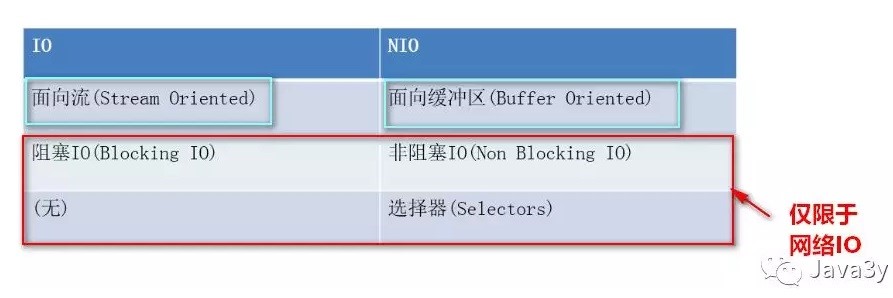 IO NIO
面向流(Stream Oriented) 面向缓冲区(Buffer Oriented)
阻塞IO(Blocking IO) 非阻塞IO(Non Blocking IO)
(无) 选择器(Selectors)
仅限于
网络IO
Java3y